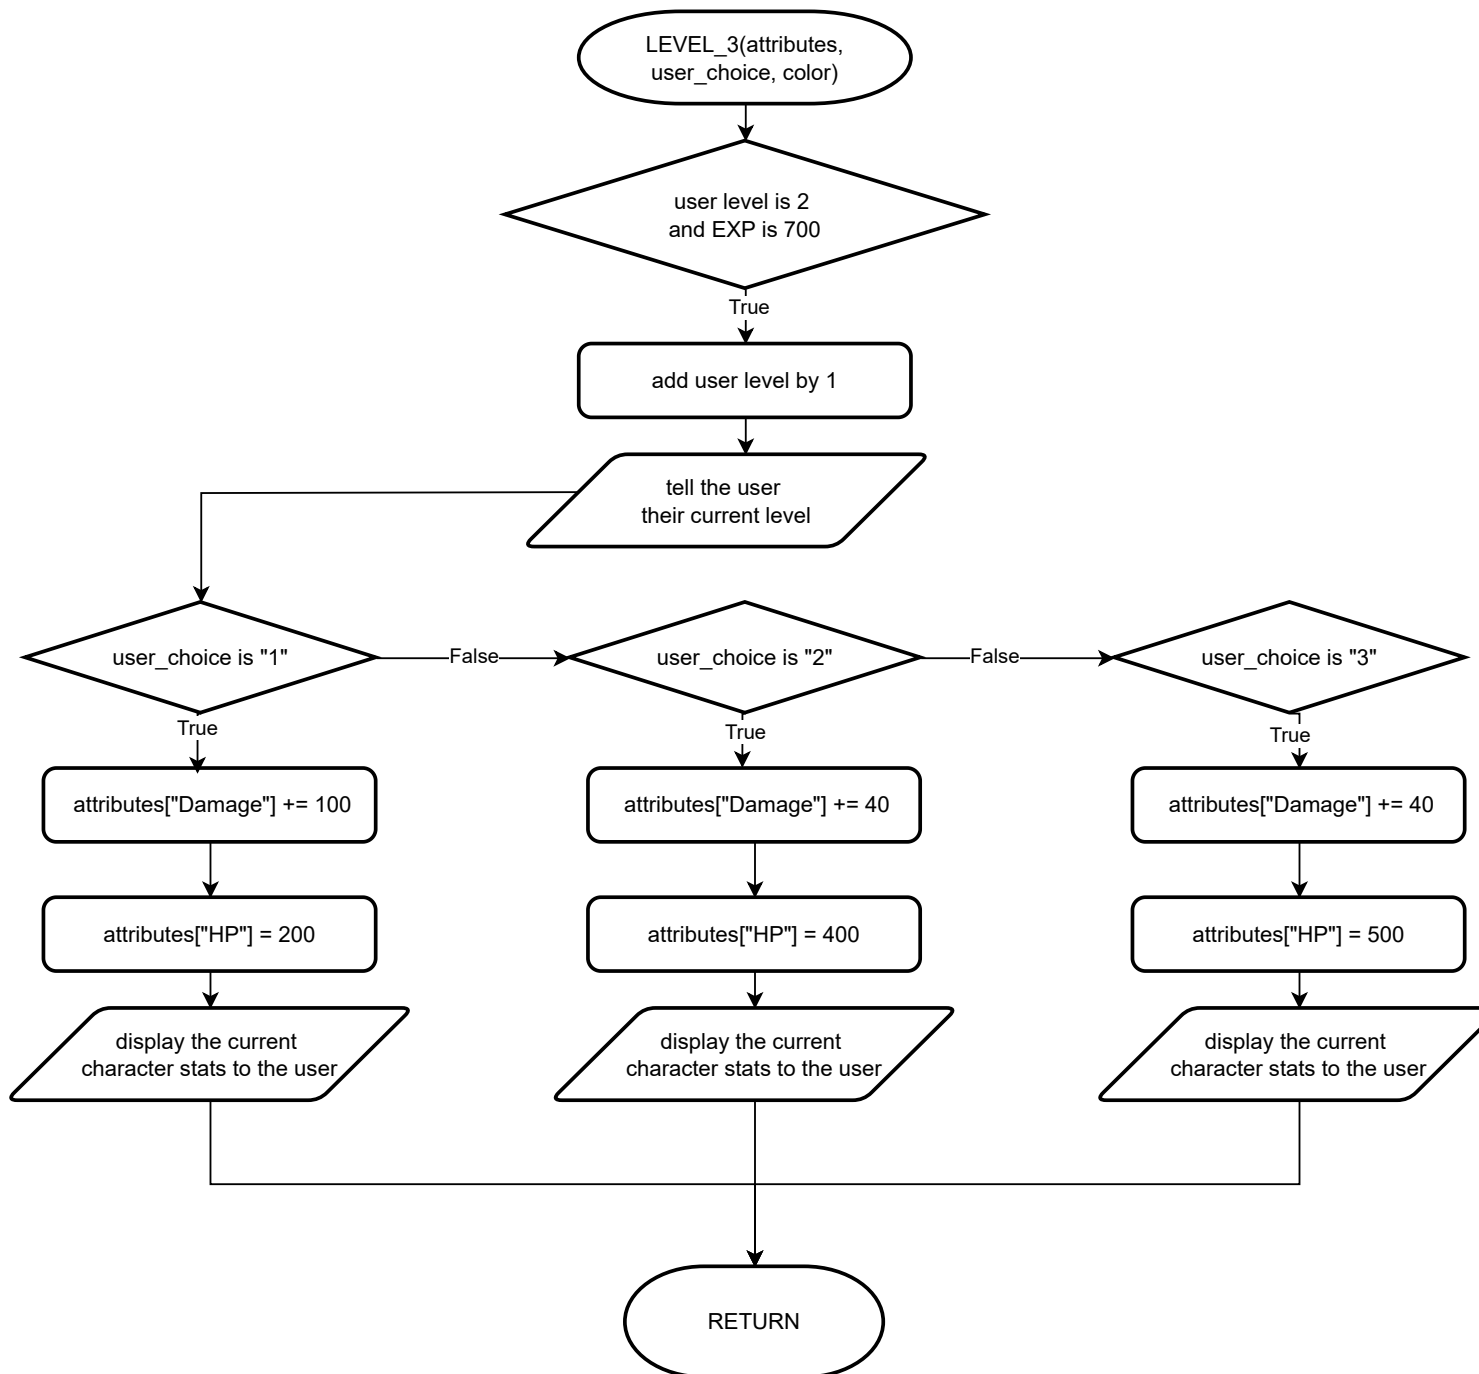 LEVEL_3(attributes,
user_choice, color)
user level is 2
and EXP is 700
True
add user level by 1
tell the user
their current level
user_choice is "1"
False
user_choice is "2"
False
user_choice is "3"
True
True
True
attributes["Damage"] += 100
attributes["Damage"] += 40
attributes["Damage"] += 40
attributes["HP"] = 200
attributes["HP"] = 400
attributes["HP"] = 500
display the current
character stats to the user
display the current
character stats to the user
display the current
character stats to the user
RETURN